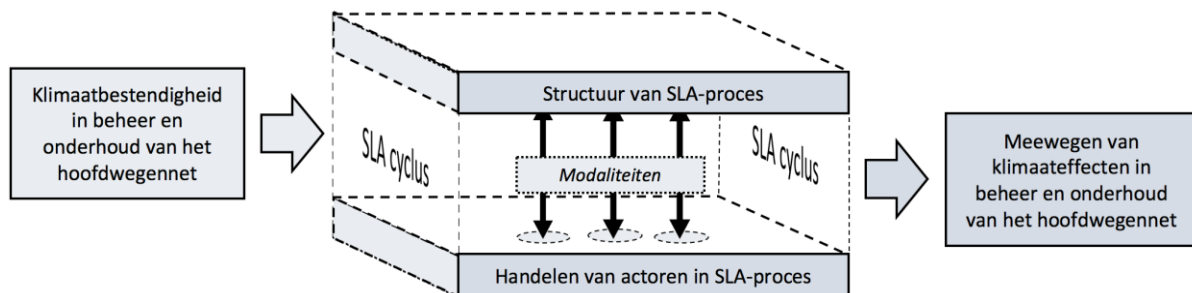 Klimaatbestendigheid
in beheer en
onderhoud van het
hoofdwegennet
Structuur van SLA-proces
SLA cyclus
Modaliteiten
SLA cyclus
Handelen van actoren in SLA-proces
Meewegen van
klimaateffecten in
beheer en onderhoud
van het hoofdwegennet